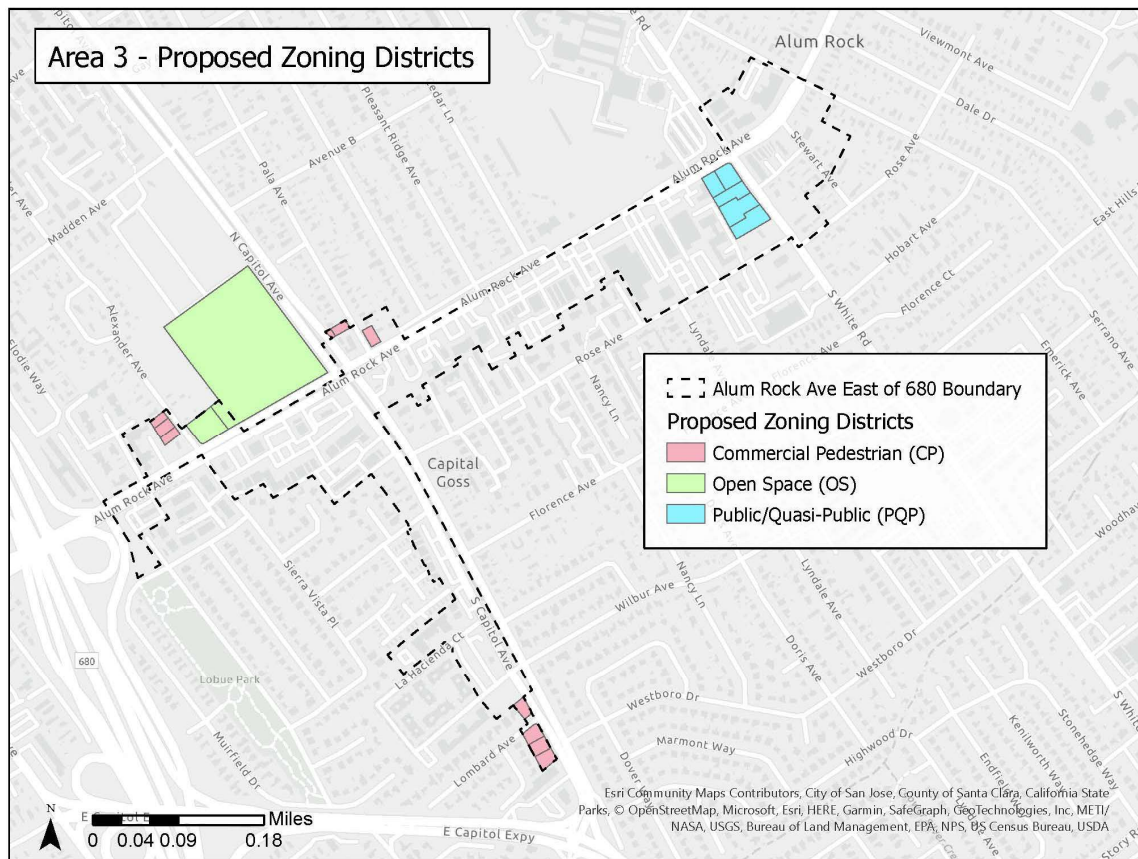 Area 3 - Proposed Zoning Districts
Alum Rock
Viewmont Ave
Dale Dr
Pleasant Ridge Ave
Avenue B
Pala Ave
Madden Ave
N Capitol Ave
Alum Rock Ave
Stewart Ave
Rose Ave
East Hills
Hobart Ave
Florence Ct
Serrano Ave
Alum Rock Ave
Alexander Ave
Elodie Way
Alum Rock Ave
Rose Ave
S White Rd
Florence Ave
Emerick Ave
Nancy Ln
Capital
Goss
Alum Rock Ave
Florence Ave
Alum Rock Ave East of 680 Boundary
Proposed Zoning Districts
Commercial Pedestrian (CP)
Open Space (OS)
Public/Quasi-Public (PQP)
Sierra Vista Pl
Nancy Ln
Lyndale Ave
Wilbur Ave
S Capitol Ave
Doris Ave
Westboro Dr
La Hacienda Ct
680
Lobue Park
Westboro Dr
Muirfield Dr
Lombard Ave
Marmont Way
Highwood Dr
Kenilworth Way
Stonehedge Way
N
Miles
0 0.04 0.09 0.18
E Capitol Expy
Esri Community Maps Contributors, City of San Jose, County of Santa Clara, California State
Parks, © OpenStreetMap, Microsoft, Esri, HERE, Garmin, SafeGraph, GeoTechnologies, Inc, METI/
NASA, USGS, Bureau of Land Management, EPA, NPS, US Census Bureau, USDA